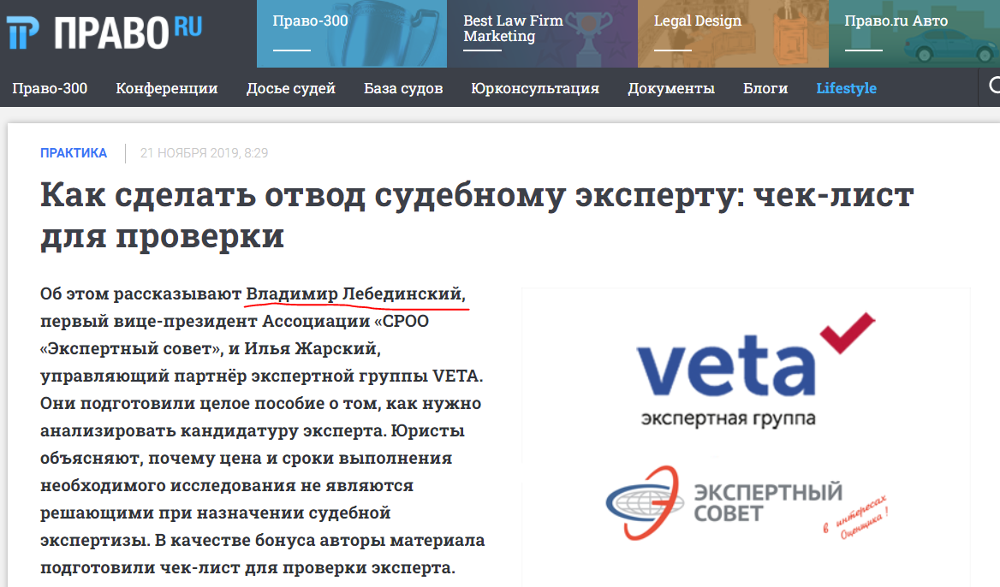 ПРАВО RU
Право-300
Best Law Firm
Marketing
Legal Design
Право.ru Авто
Право-300 Конференции Досье судей База судов Юрконсультация Документы Блоги Lifestyle
ПРАКТИКА 21 НОЯБРЯ 2019, 8:29
Как сделать отвод судебному эксперту: чек-лист
для проверки
Об этом рассказывают Владимир Лебединский,
первый вице-президент Ассоциации «СРОО
«Экспертный совет», и Илья Жарский,
управляющий партнёр экспертной группы VETA.
Они подготовили целое пособие о том, как нужно
анализировать кандидатуру эксперта. Юристы
объясняют, почему цена и сроки выполнения
необходимого исследования не являются
решающими при назначении судебной
экспертизы. В качестве бонуса авторы материала
подготовили чек-лист для проверки эксперта.
veta
экспертная группа
ЭКСПЕРТНЫЙ
СОВЕТ
в интересах
Оценщика !